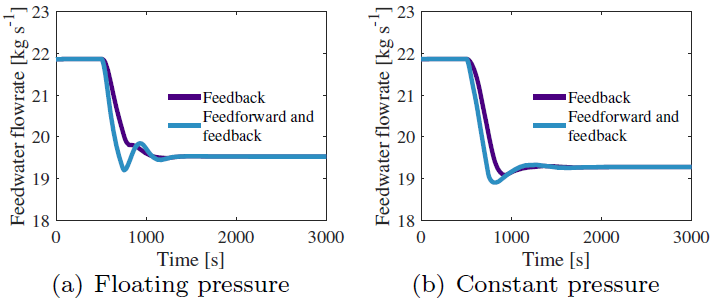 Feedwater flowrate [kg s⁻¹]
23
22
21
20
19
18
Feedback
Feedforward and
feedback
0
1000
2000
3000
Time [s]
(a) Floating pressure
Feedwater flowrate [kg s⁻¹]
23
22
21
20
19
18
Feedback
Feedforward and
feedback
0
1000
2000
3000
Time [s]
(b) Constant pressure